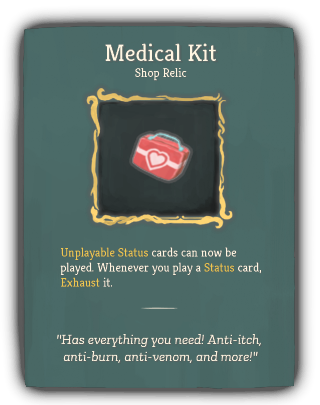 Medical Kit
Shop Relic
Unplayable Status cards can now be
played. Whenever you play a Status card,
Exhaust it.
"Has everything you need! Anti-itch,
anti-burn, anti-venom, and more!"